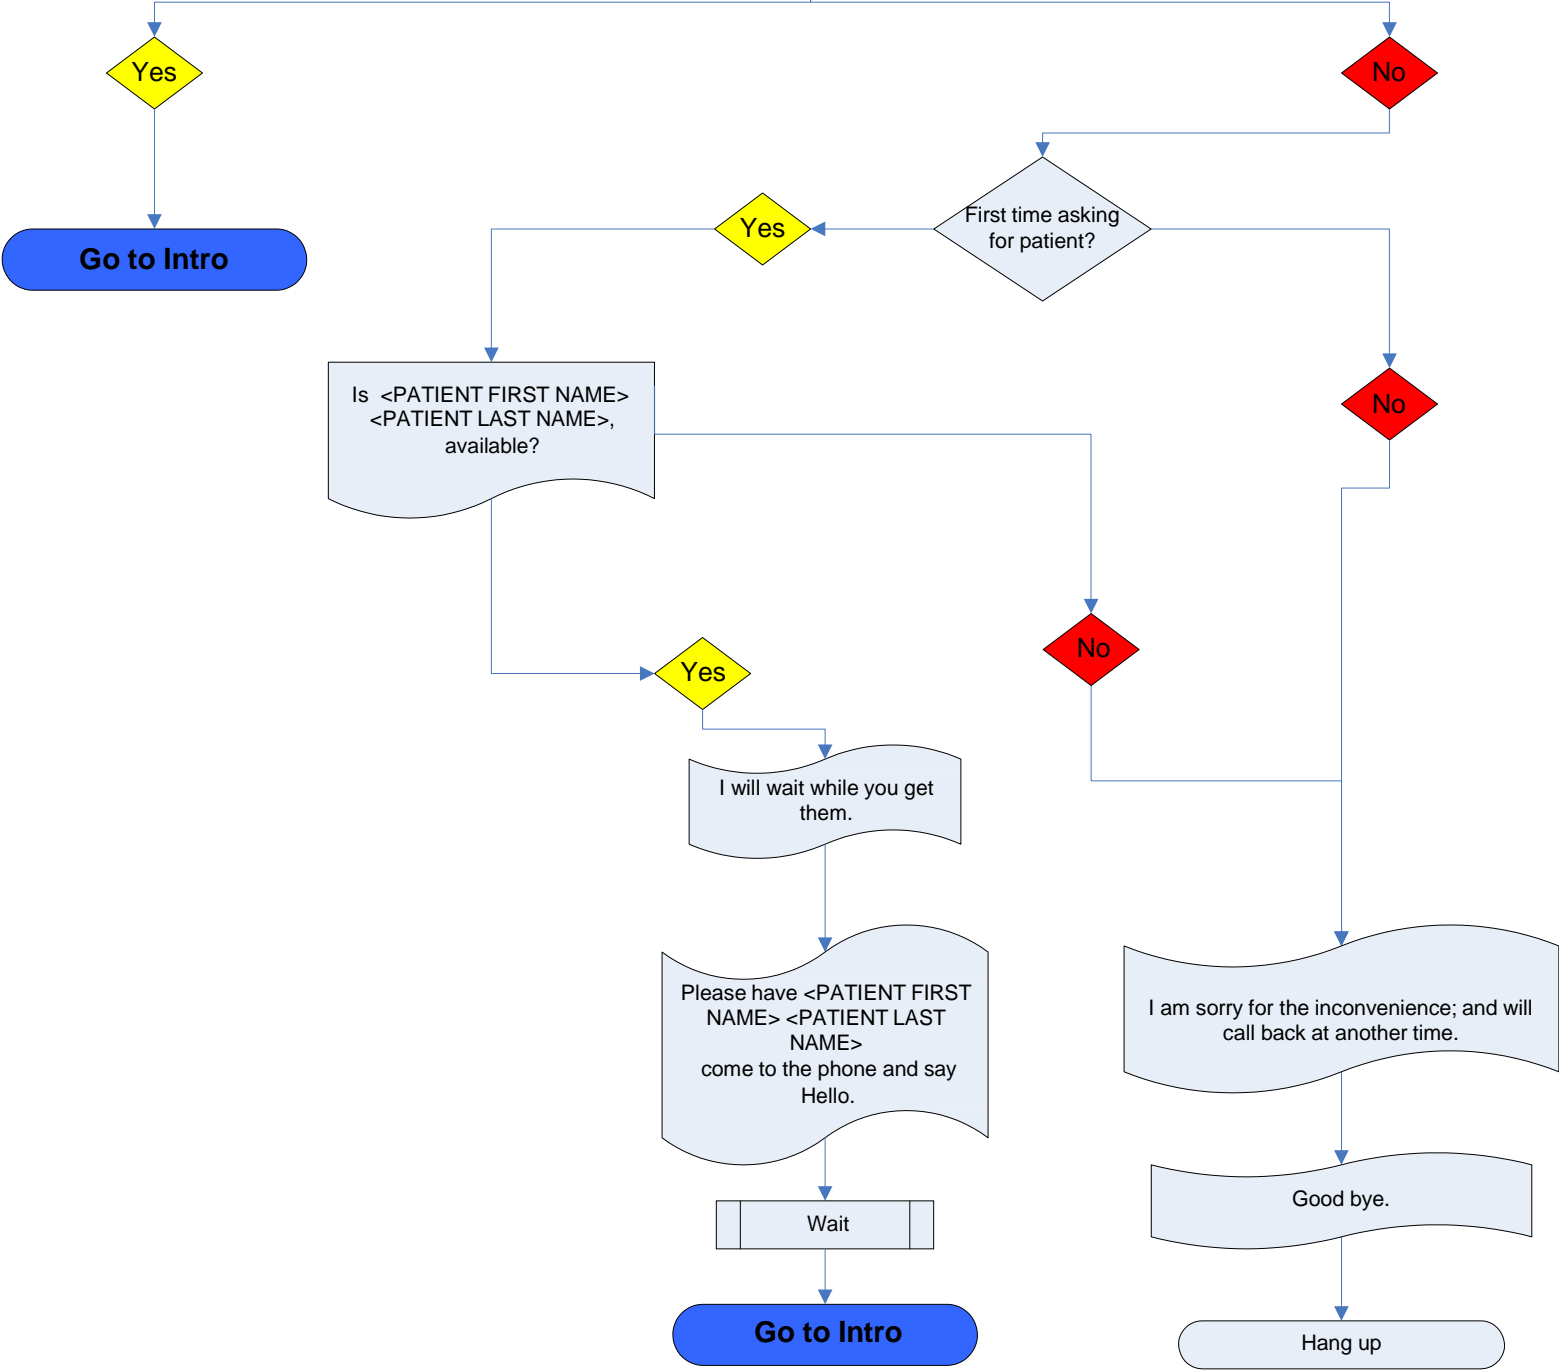 Yes
No
First time asking
for patient?
Yes
Go to Intro
Is <PATIENT FIRST NAME>
<PATIENT LAST NAME>,
available?
No
No
Yes
I will wait while you get
them.
Please have <PATIENT FIRST
NAME> <PATIENT LAST
NAME>
come to the phone and say
Hello.
I am sorry for the inconvenience; and will
call back at another time.
Wait
Good bye.
Go to Intro
Hang up